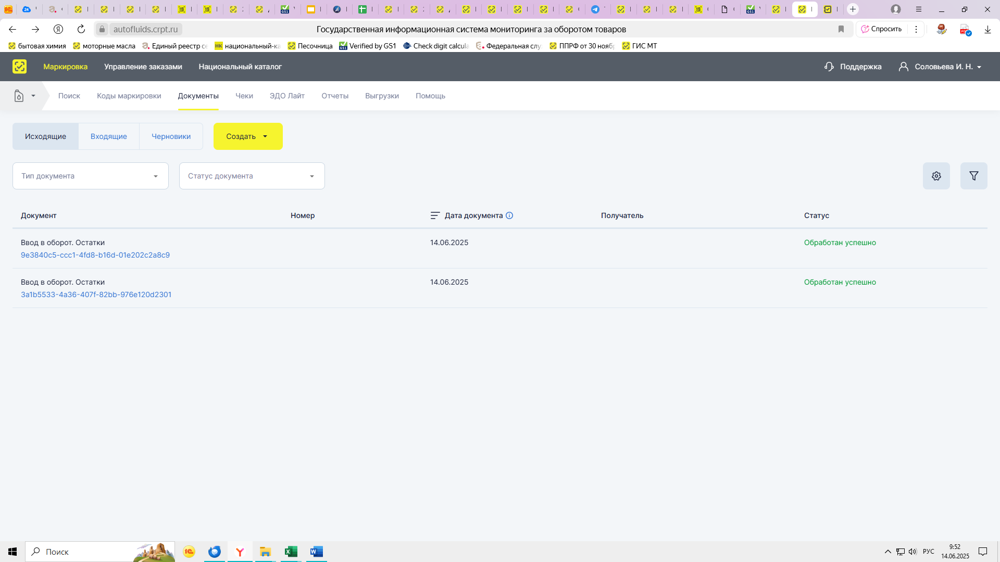 autofluids.crpt.ru
Государственная информационная система мониторинга за оборотом товаров
Спросить
бытовая химия
моторные масла
Единый реестр се
национальный-ка
Песочница
Verified by GS1
Check digit calcula
Федеральная слу
ППРФ от 30 нояб
ГИС МТ
Маркировка
Управление заказами
Национальный каталог
Поддержка
Соловьева И. Н.
Поиск
Коды маркировки
Документы
Чеки
ЭДО Лайт
Отчеты
Выгрузки
Помощь
Исходящие
Входящие
Черновики
Создать
Тип документа
Статус документа
Документ
Номер
Дата документа
Получатель
Статус
Ввод в оборот. Остатки
14.06.2025
Обработан успешно
9e3840c5-ccc1-4fd8-b16d-01e202c2a8c9
Ввод в оборот. Остатки
14.06.2025
Обработан успешно
3a1b5533-4a36-407f-82bb-976e120d2301
Поиск
РУС
9:52
14.06.2025